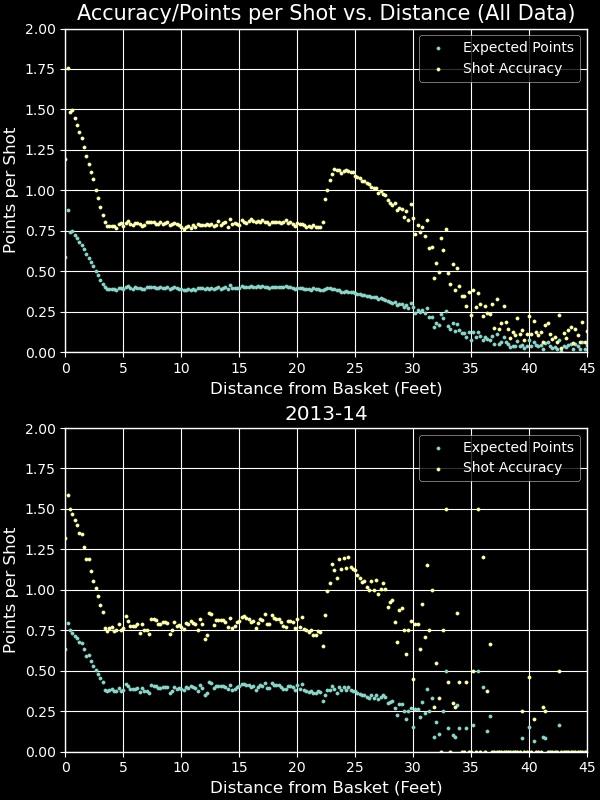 Accuracy/Points per Shot vs. Distance (All Data)
Points per Shot
2.00
1.75
1.50
1.25
1.00
0.75
0.50
0.25
0.00
Expected Points
Shot Accuracy
0 5 10 15 20 25 30 35 40 45
Distance from Basket (Feet)
2013-14
Points per Shot
2.00
1.75
1.50
1.25
1.00
0.75
0.50
0.25
0.00
Expected Points
Shot Accuracy
0 5 10 15 20 25 30 35 40 45
Distance from Basket (Feet)